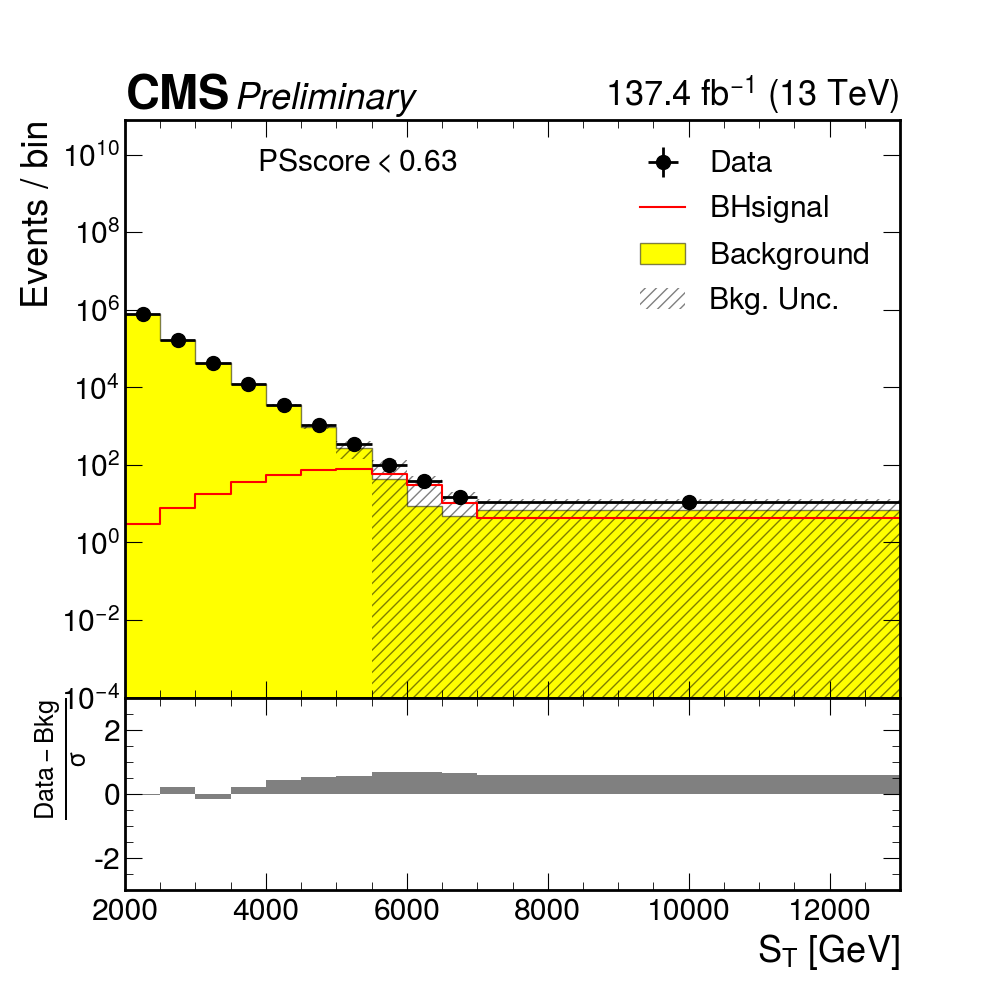 CMS Preliminary 137.4 fb⁻¹ (13 TeV)
Events / bin
PSscore < 0.63
Data
BHsignal
Background
Bkg. Unc.
10¹⁰
10⁸
10⁶
10⁴
10²
10⁰
10⁻²
10⁻⁴
Data – Bkg
σ
2
0
-2
2000 4000 6000 8000 10000 12000
S_T [GeV]